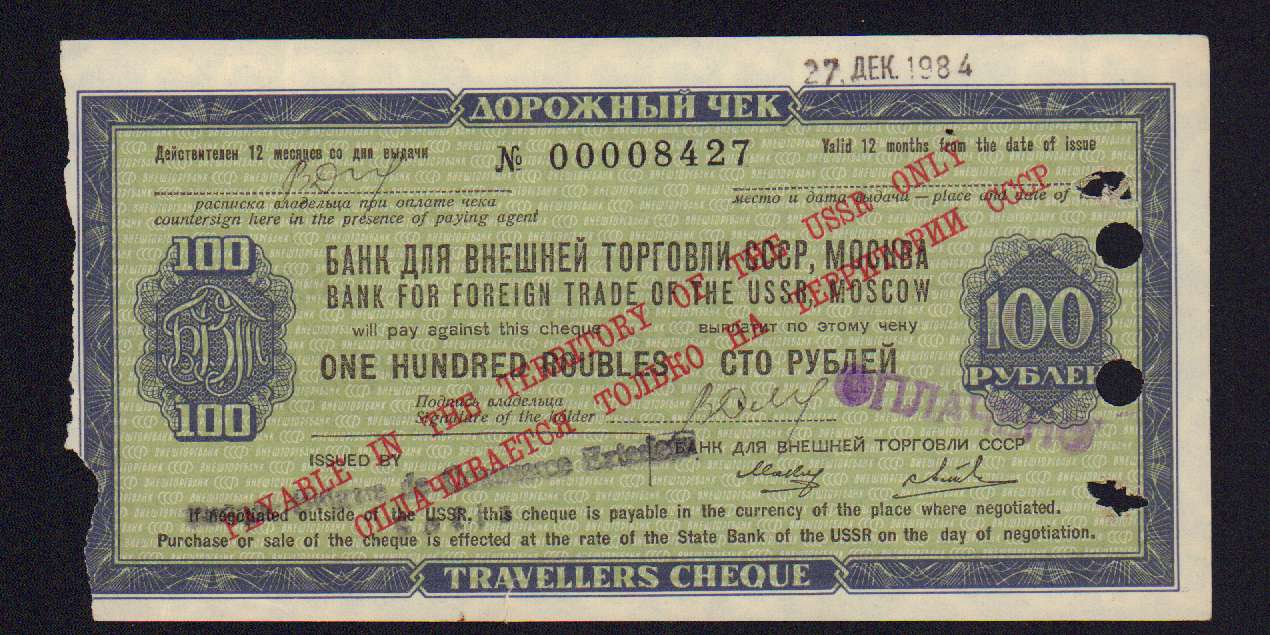 27. ДЕК. 1984
ДОРОЖНЫЙ ЧЕК
Действителен 12 месяцев со дня выдачи
№ 00008427
Valid 12 months from the date of issue
расписка владельца при оплате чека
countersign here in the presence of paying agent
место и дата выдачи — place and date of
100
БВТ
100
БАНК ДЛЯ ВНЕШНЕЙ ТОРГОВЛИ СССР, МОСКВА
BANK FOR FOREIGN TRADE OF THE USSR, MOSCOW
will pay against this cheque выплатит по этому чеку
ONE HUNDRED ROUBLES СТО РУБЛЕЙ
100
РУБЛЕЙ
Подпись владельца
Signature of the holder
PAYABLE IN THE TERRITORY OF THE USSR ONLY
ОПЛАЧИВАЕТСЯ ТОЛЬКО НА ТЕРРИТОРИИ СССР
ОПЛАЧЕНО
ISSUED BY
Commerce Exterieur
БАНК ДЛЯ ВНЕШНЕЙ ТОРГОВЛИ СССР
If negotiated outside of the USSR, this cheque is payable in the currency of the place where negotiated.
Purchase or sale of the cheque is effected at the rate of the State Bank of the USSR on the day of negotiation.
TRAVELLERS CHEQUE